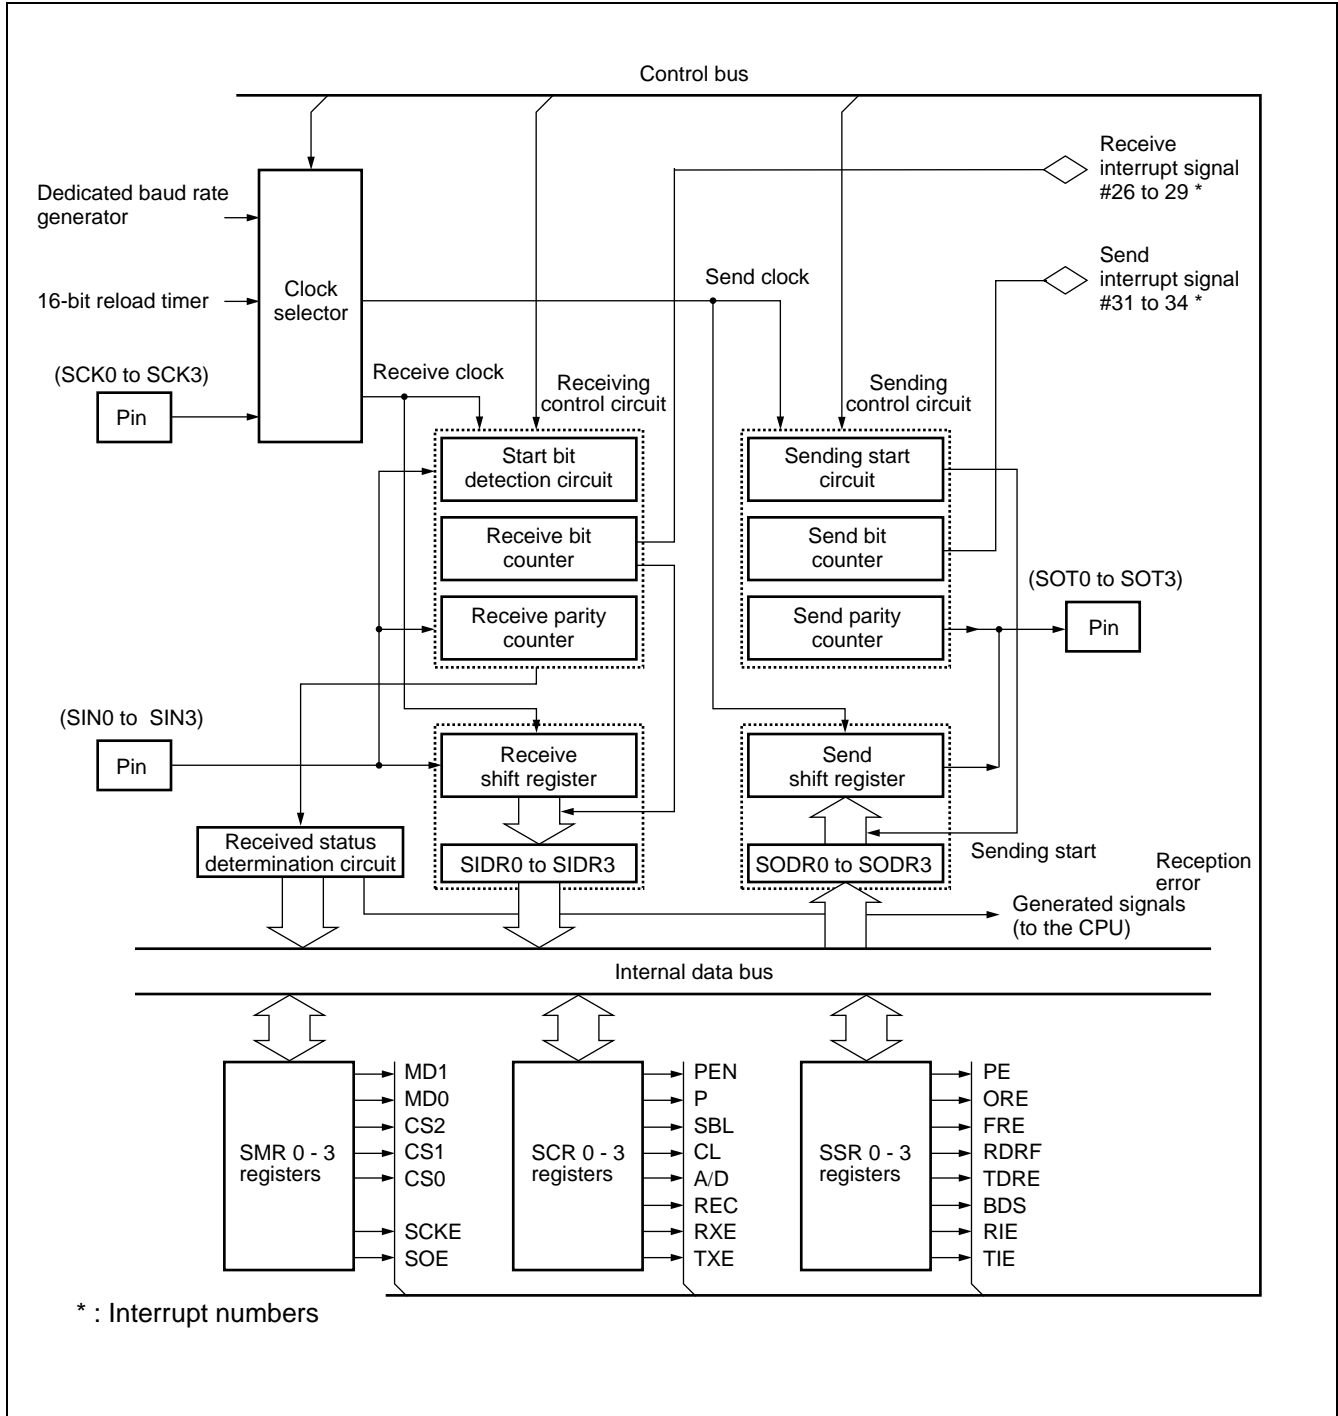 Control bus
Receive
interrupt signal
#26 to 29 *
Dedicated baud rate
generator
Send
interrupt signal
#31 to 34 *
Send clock
16-bit reload timer
Clock
selector
(SCK0 to SCK3)
Pin
Receive clock
Receiving
control circuit
Sending
control circuit
Start bit
detection circuit
Sending start
circuit
Receive bit
counter
Send bit
counter
(SOT0 to SOT3)
Pin
Receive parity
counter
Send parity
counter
(SIN0 to  SIN3)
Pin
Receive
shift register
Send
shift register
Received status
determination circuit
SIDR0 to SIDR3
SODR0 to SODR3
Sending start
Reception
error
Generated signals
(to the CPU)
Internal data bus
SMR 0 - 3
registers
MD1
MD0
CS2
CS1
CS0
SCKE
SOE
SCR 0 - 3
registers
PEN
P
SBL
CL
A/D
REC
RXE
TXE
SSR 0 - 3
registers
PE
ORE
FRE
RDRF
TDRE
BDS
RIE
TIE
* : Interrupt numbers